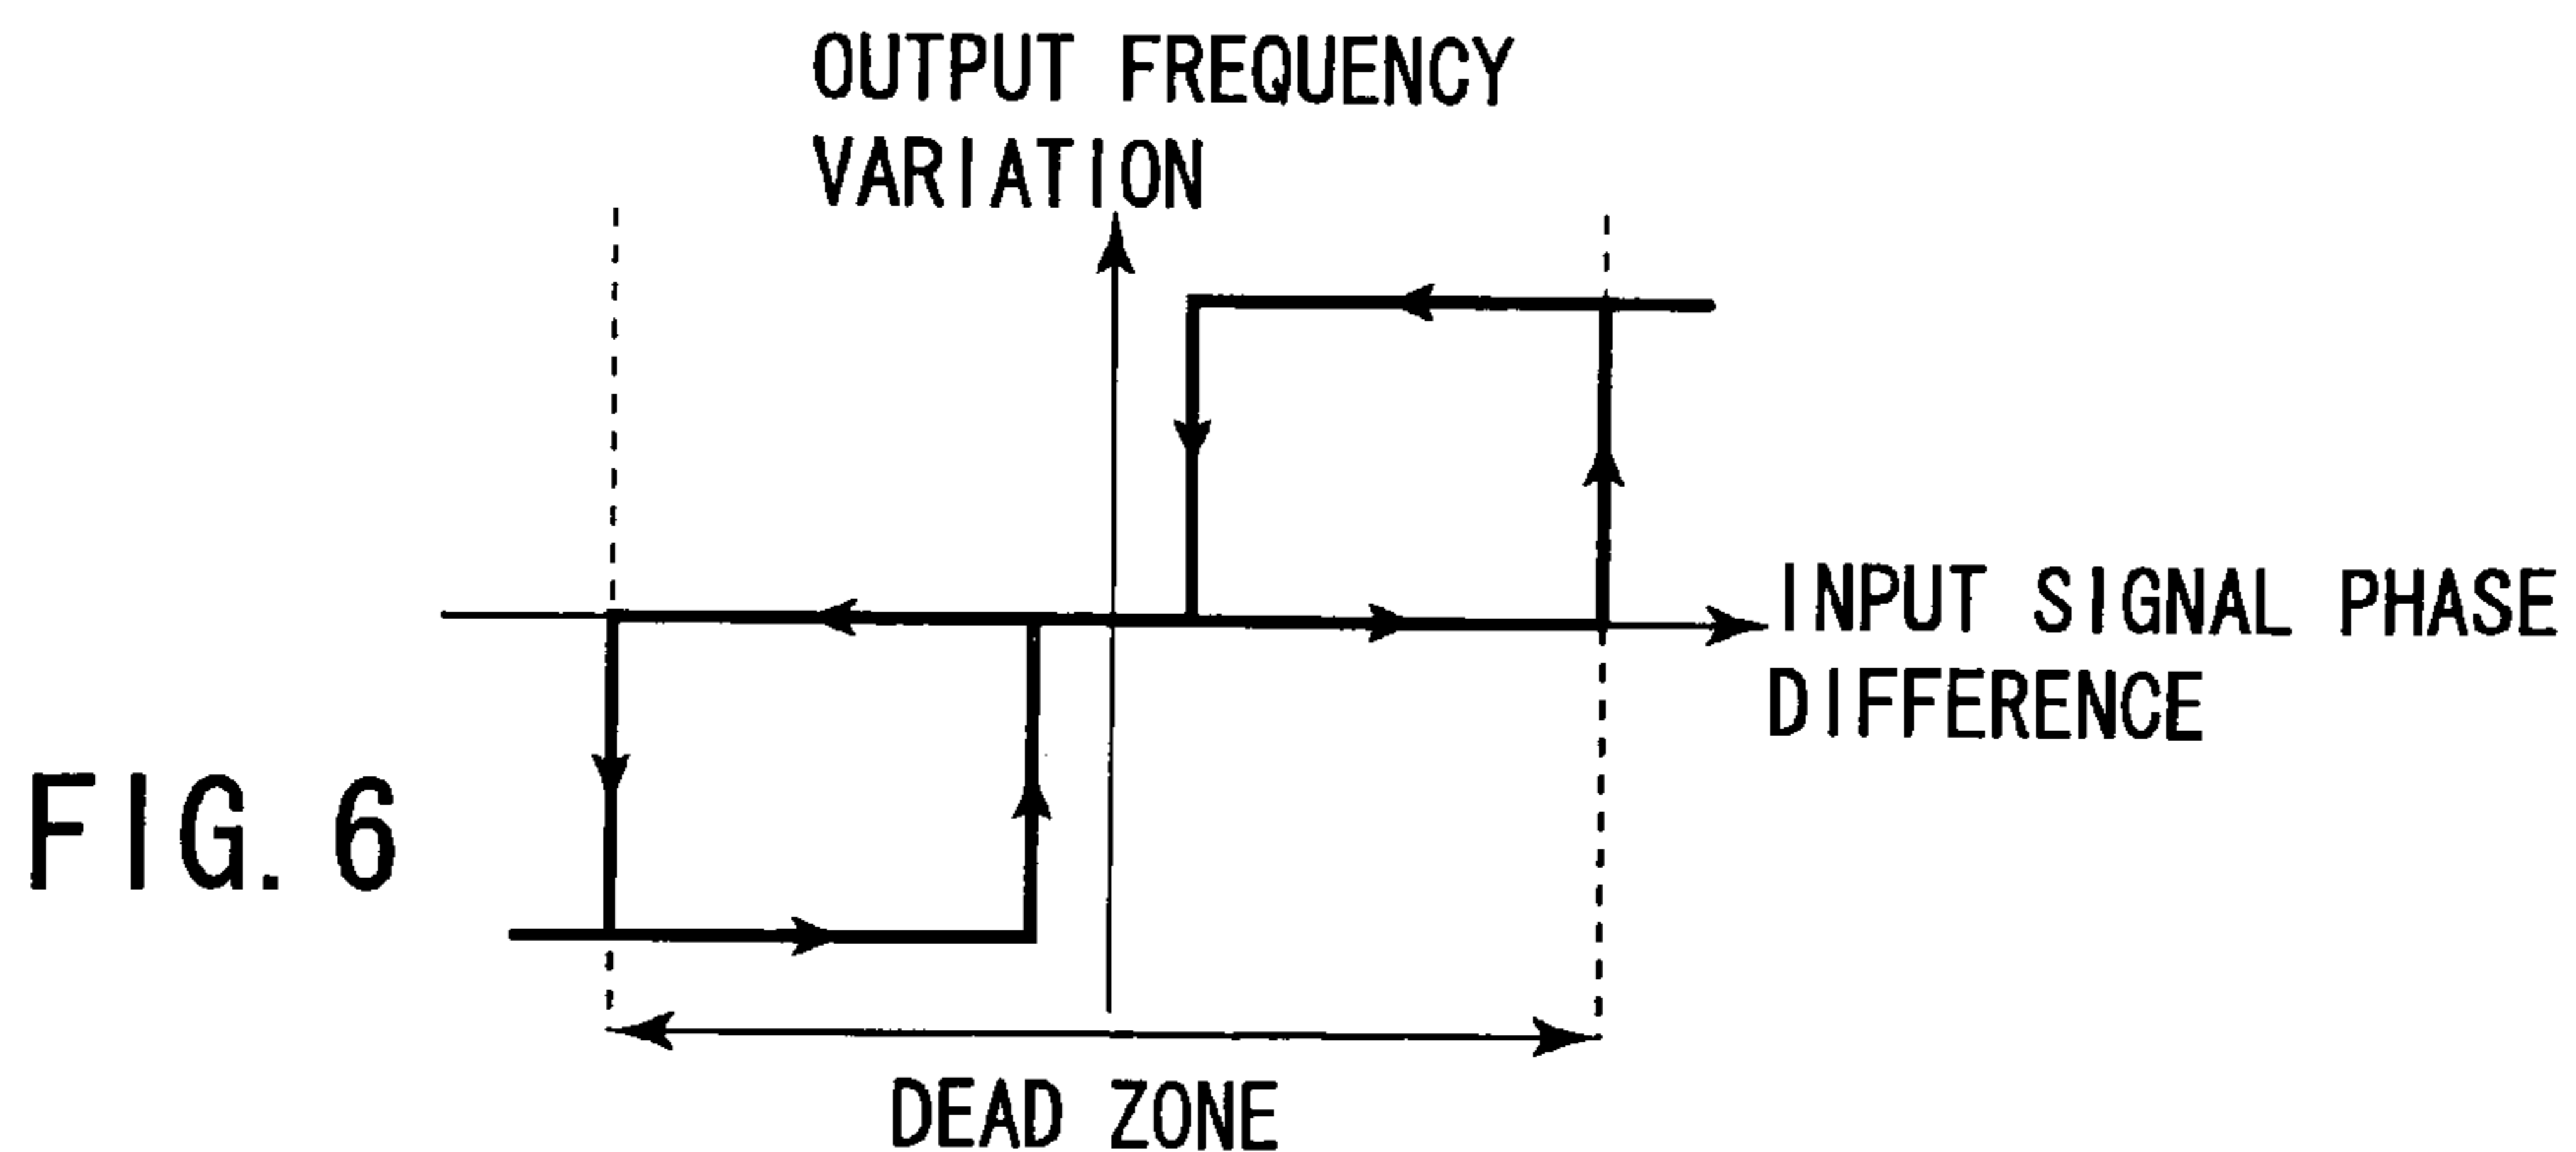 OUTPUT FREQUENCY
VARIATION
INPUT SIGNAL PHASE
DIFFERENCE
FIG. 6
DEAD ZONE